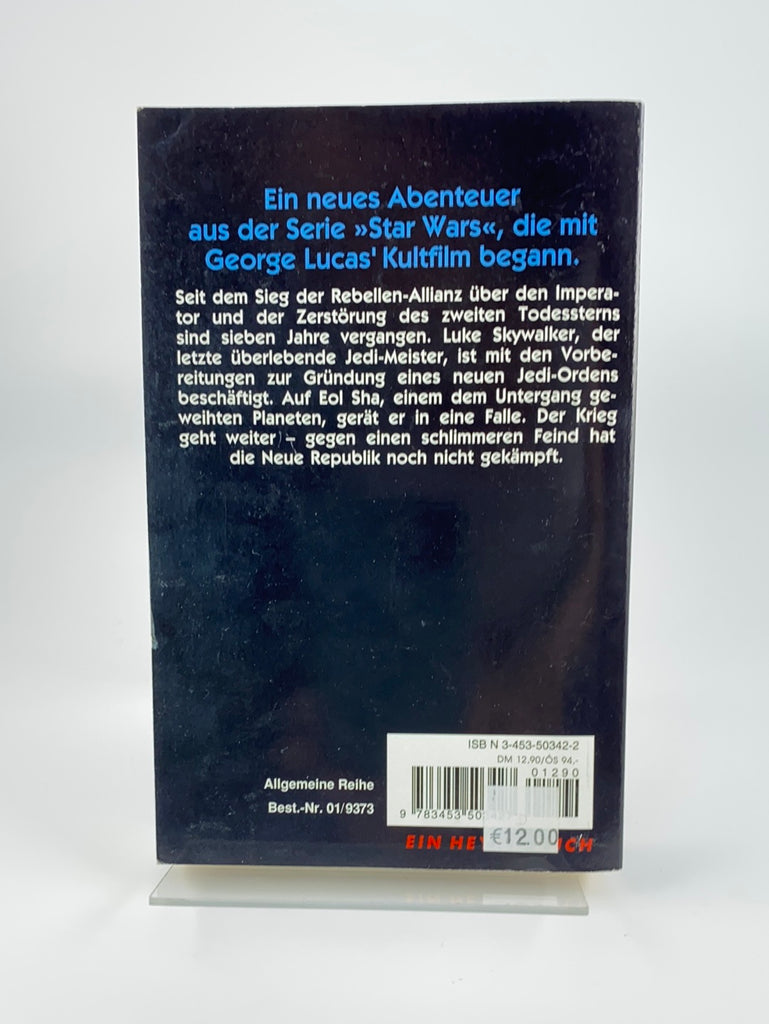 Ein neues Abenteuer
aus der Serie »Star Wars«, die mit
George Lucas' Kultfilm begann.
Seit dem Sieg der Rebellen-Allianz über den Impera-
tor und der Zerstörung des zweiten Todessterns
sind sieben Jahre vergangen. Luke Skywalker, der
letzte überlebende Jedi-Meister, ist mit den Vorbe-
reitungen zur Gründung eines neuen Jedi-Ordens
beschäftigt. Auf Eol Sha, einem dem Untergang ge-
weihten Planeten, gerät er in eine Falle. Der Krieg
geht weiter – gegen einen schlimmeren Feind hat
die Neue Republik noch nicht gekämpft.
ISBN 3-453-50342-2
DM 12.90/ÖS 94,-
01290
Allgemeine Reihe
Best.-Nr. 01/9373
9 783453 50
€12.00
EIN